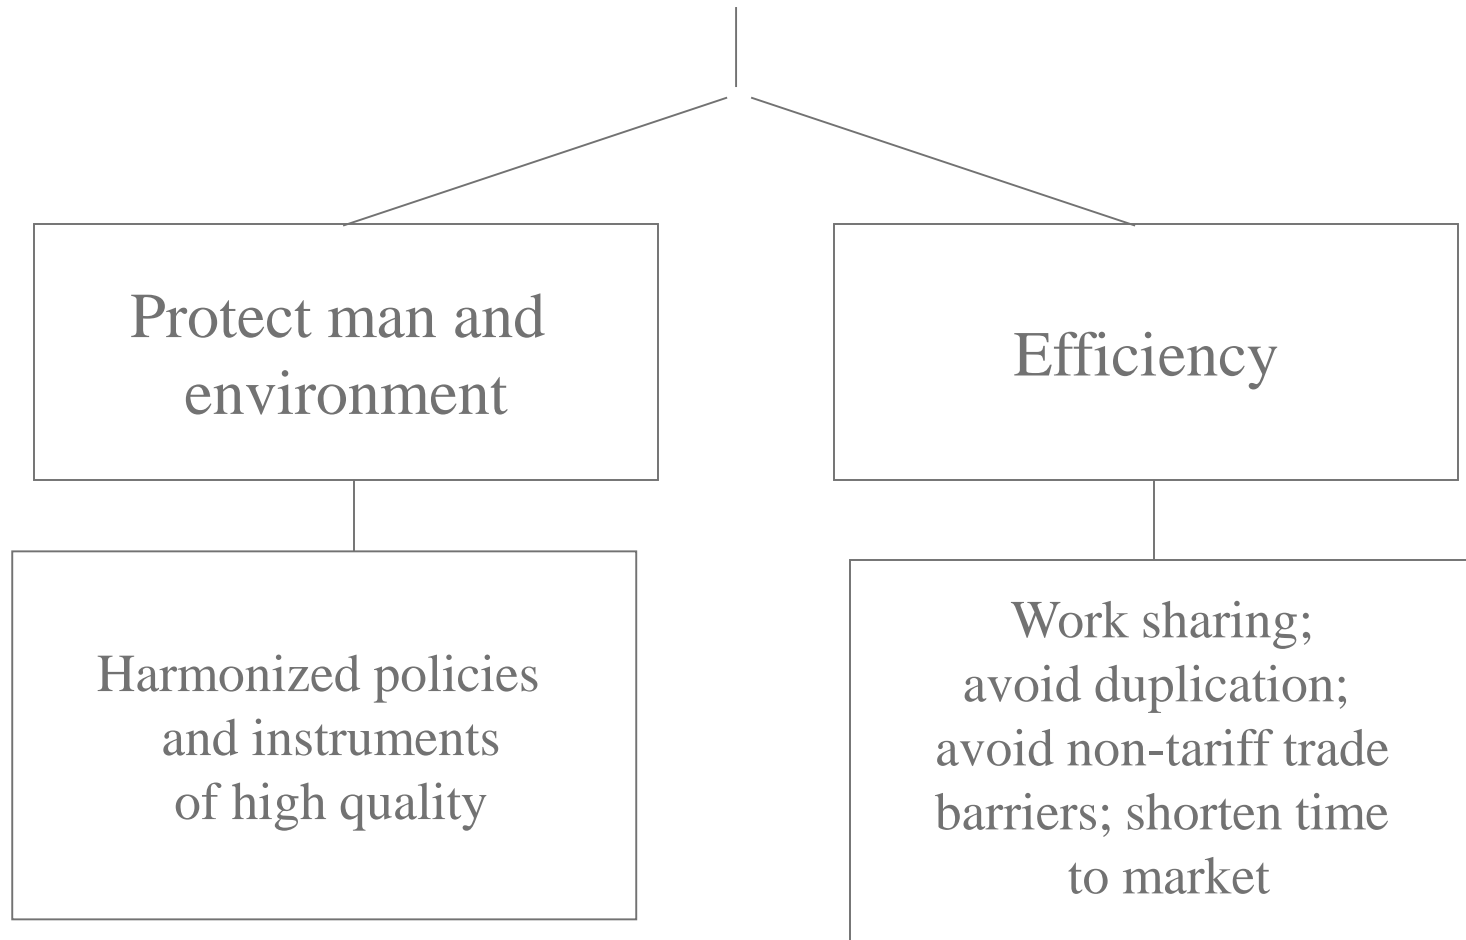 Protect man and
environment
Efficiency
Harmonized policies
and instruments
of high quality
Work sharing;
avoid duplication;
avoid non-tariff trade
barriers; shorten time
to market